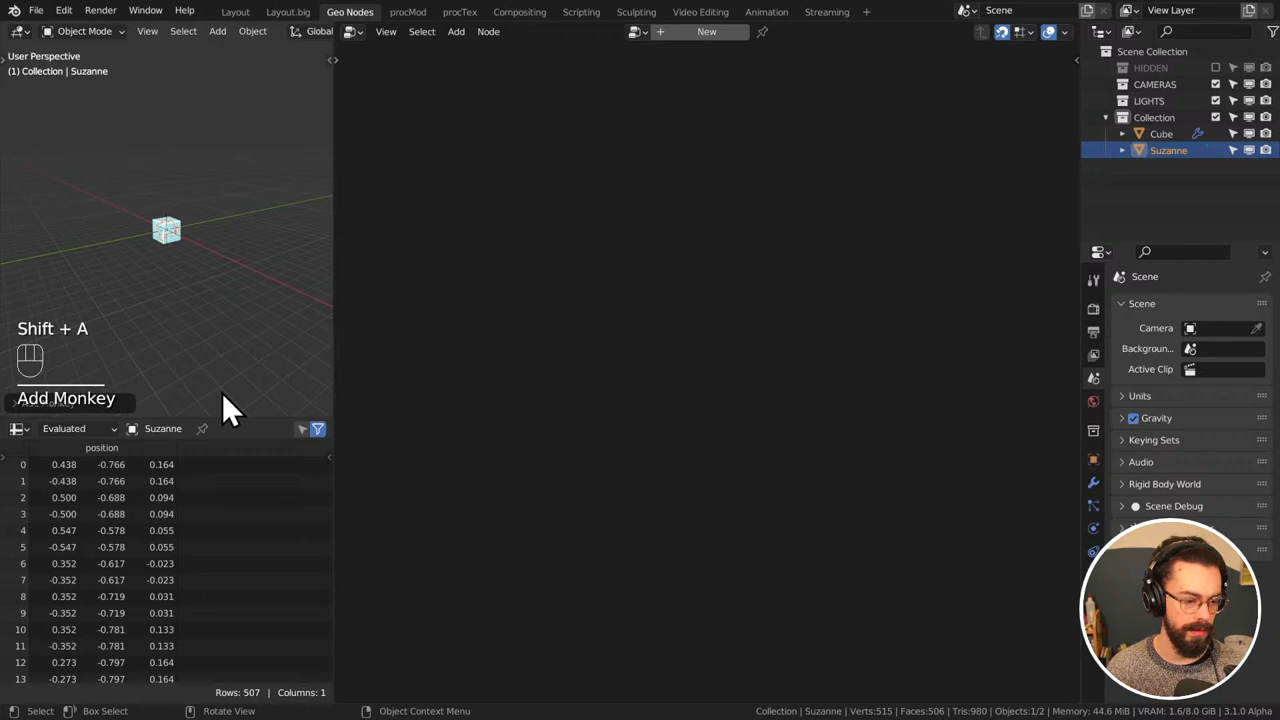 File Edit Render Window Help Layout Layout.big Geo Nodes procMod procTex Compositing Scripting Sculpting Video Editing Animation Streaming + Scene View Layer
Object Mode View Select Add Object Global View Select Add Node + New
User Perspective
(1) Collection | Suzanne
Scene Collection
HIDDEN
CAMERAS
LIGHTS
Collection
Cube
Suzanne
Shift + A
Add Monkey
Evaluated Suzanne
position
0 0.438 -0.766 0.164
1 -0.438 -0.766 0.164
2 0.500 -0.688 0.094
3 -0.500 -0.688 0.094
4 0.547 -0.578 0.055
5 -0.547 -0.578 0.055
6 0.352 -0.617 -0.023
7 -0.352 -0.617 -0.023
8 0.352 -0.719 0.031
9 -0.352 -0.719 0.031
10 0.352 -0.781 0.133
11 -0.352 -0.781 0.133
12 0.273 -0.797 0.164
13 -0.273 -0.797 0.164
Rows: 507 | Columns: 1
Scene
Scene
Camera
Backgroun...
Active Clip
Units
Gravity
Keying Sets
Audio
Rigid Body World
Scene Debug
Select Box Select Rotate View Object Context Menu Collection | Suzanne | Verts:515 | Faces:506 | Tris:980 | Objects:1/2 | Memory: 44.6 MiB | VRAM: 1.6/8.0 GiB | 3.1.0 Alpha